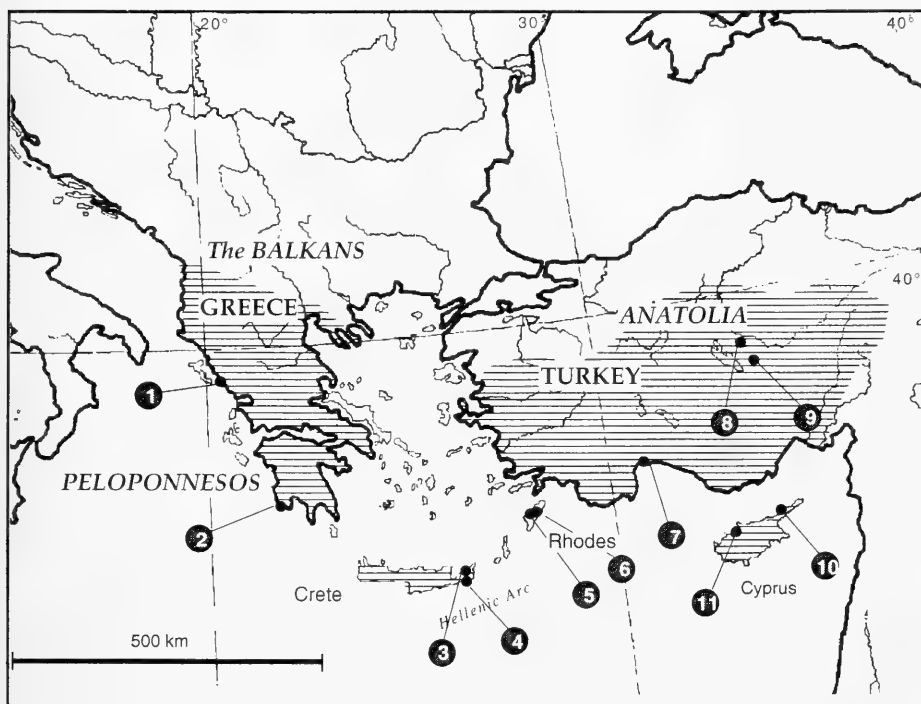 20°
30°
40°
The BALKANS
GREECE
40°
ANATOLIA
TURKEY
1
8
9
PELOPONNESOS
2
Rhodes
7
6
5
10
11
Cyprus
Crete
Hellenic Arc
3
4
500 km